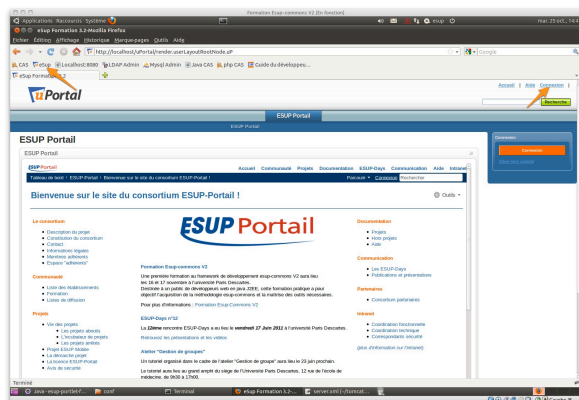 Formation Esup-commons V2 [En fonction]
Applications Raccourcis Système
esup
mar. 25 oct., 14:4
eSup Formation 3.2-Mozilla Firefox
Fichier Edition Affichage Historique Marque-pages Outils Aide
http://localhost/uPortal/render.userLayoutRootNode.uP
Google
CAS eSup Localhost:8080 LDAP Admin Mysql Admin Java CAS php CAS Guide du développeu...
eSup Formation 3.2
Accueil | Aide Connexion |
uPortal
Recherche
ESUP Portail
ESUP Portail
ESUP Portail
Connexion
ESUP Portail
Connexion
ESUP Portail
Accueil Communauté Projets Documentation ESUP-Days Communication Aide Intranet
Tableau de bord › ESUP-Portail › Bienvenue sur le site du consortium ESUP-Portail !
Parcourir Connexion Rechercher
Bienvenue sur le site du consortium ESUP-Portail !
Outils
ESUP Portail
Le consortium
Description du projet
Constitution du consortium
Contact
Informations légales
Membres adhérents
Espace "adhérents"
Communauté
Liste des établissements
Formation
Listes de diffusion
Projets
Vie des projets
Les projets aboutis
L'incubateur de projets
Les projets amitiés
Projet ESUP-Mobile
La démarche projet
La licence ESUP-Portail
Avis de sécurité
Formation Esup-commons V2
Une première formation au framework de développement esup-commons V2 aura lieu
les 16 et 17 novembre à l'université Paris Descartes.
Destinée à un public de développeurs web en java J2EE, cette formation pratique a pour
objectif l'acquisition de la méthodologie esup-commons et la maîtrise des outils nécessaires.
Pour plus d'informations : Formation Esup-Commons V2
ESUP-Days n°12
La 12ème rencontre ESUP-Days a eu lieu le vendredi 27 Juin 2011 à l'université Paris Descartes.
Retrouvez les présentations et les vidéos
Atelier "Gestion de groupes"
Un tutoriel organisé dans le cadre de l'atelier "Gestion de groupe" aura lieu le 23 juin prochain.
Le tutoriel aura lieu au grand amphi du siège de l'Université Paris Descartes, 12 rue de l'école de
médecine, de 9h30 à 17h00.
Documentation
Projets
Hors-projets
Aide
Communication
Les ESUP-Days
Publications et présentations
Partenaires
Consortium partenaires
Intranet
Coordination fonctionnelle
Coordination technique
Correspondants sécurité
(plus d'information sur l'intranet)
Terminé
Java - esup-portlet-f... conf Terminal eSup Formation 3.2-... server.xml (~/tomcat...